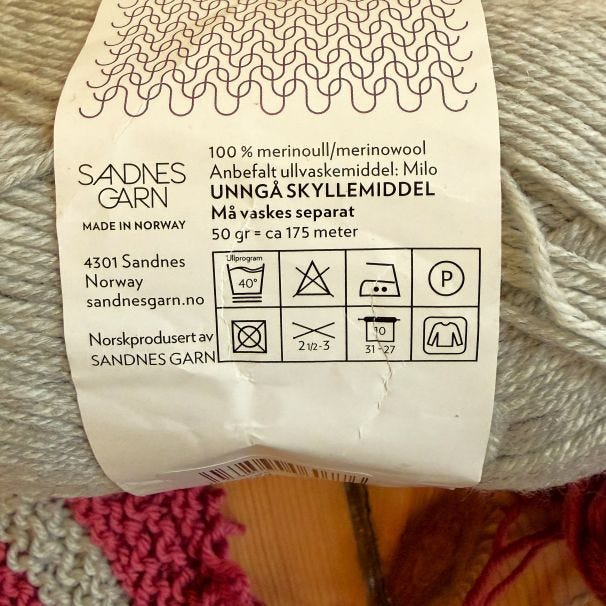 100 % merinoull/merinowool
Anbefalt ullvaskemiddel: Milo
UNNGÅ SKYLLEMIDDEL
Må vaskes separat
50 gr = ca 175 meter
SANDNES
GARN
MADE IN NORWAY
4301 Sandnes
Norway
sandnesgarn.no
Norskprodusert av
SANDNES GARN
Ullprogram
40°
P
2 1/2-3
10
31-27